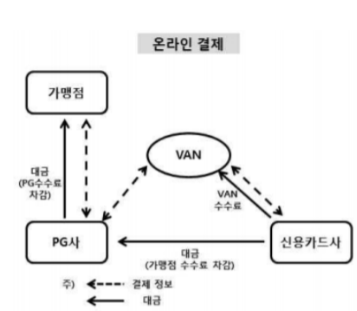 온라인 결제
가맹점
대금
(PG수수료
차감)
VAN
VAN
수수료
PG사
신용카드사
대금
(가맹점 수수료 차감)
주)
결제 정보
대금